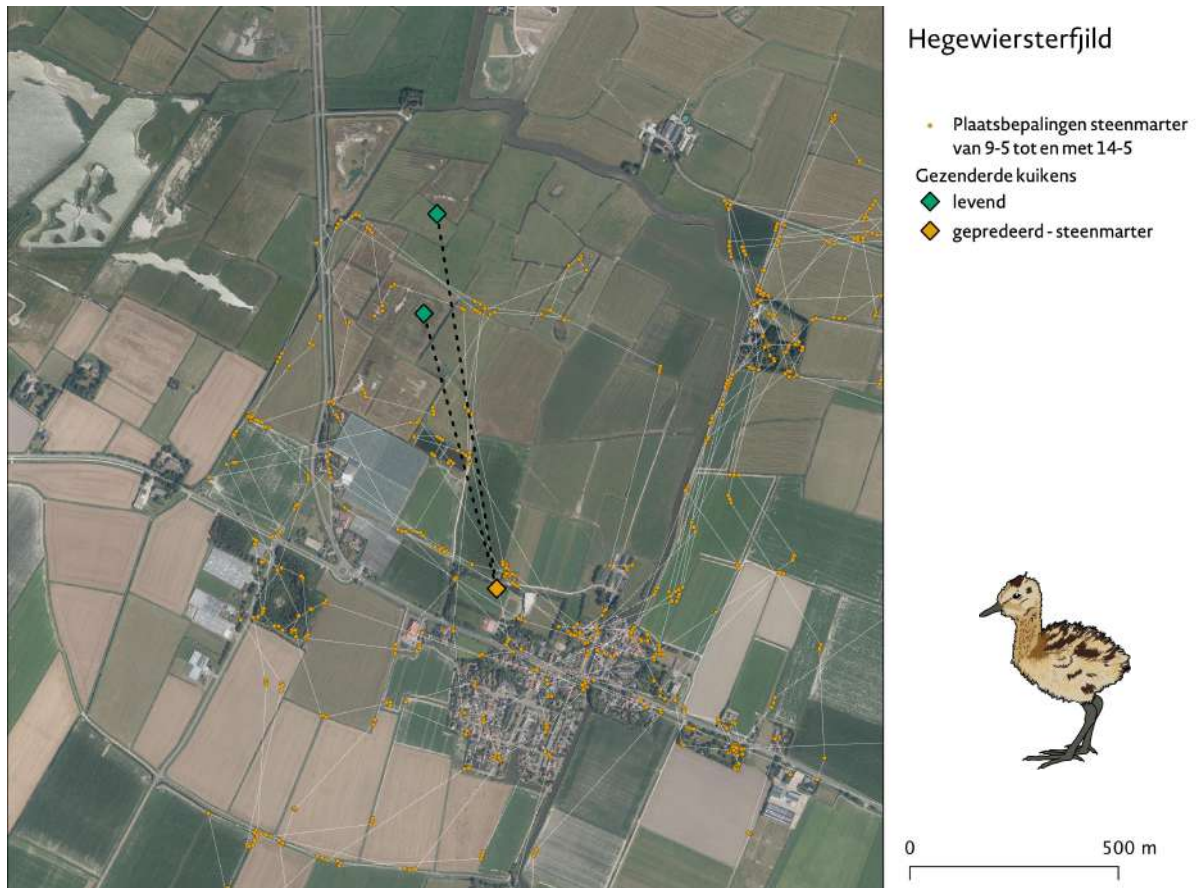 Hegewiersterfjild
Plaatsbepalingen steenmarter
van 9-5 tot en met 14-5
Gezenderde kuikens
levend
gepredeerd - steenmarter
0 500 m